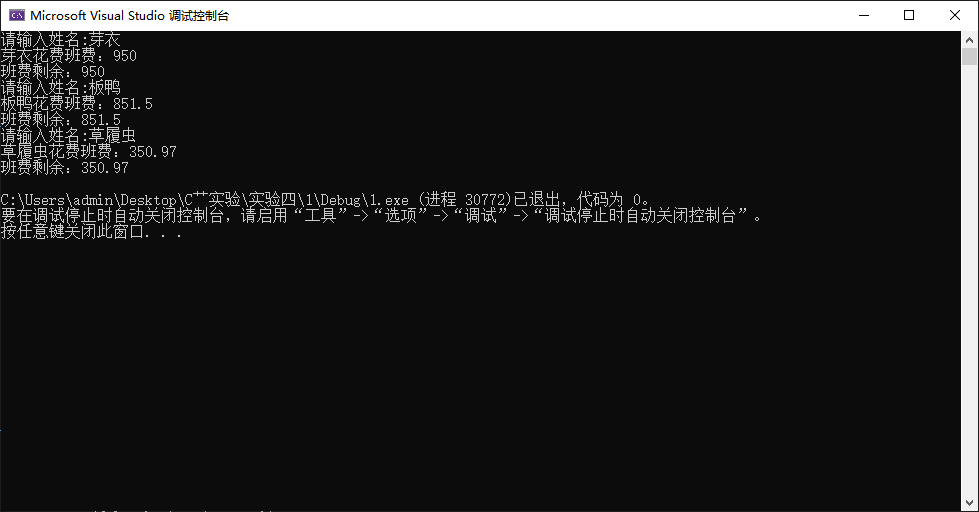 Microsoft Visual Studio 调试控制台
请输入姓名:芽衣
芽衣花费班费：950
班费剩余：950
请输入姓名:板鸭
板鸭花费班费：851.5
班费剩余：851.5
请输入姓名:草履虫
草履虫花费班费：350.97
班费剩余：350.97
C:\Users\admin\Desktop\C艹实验\实验四\1\Debug\1.exe (进程 30772)已退出，代码为 0。
要在调试停止时自动关闭控制台，请启用“工具”->“选项”->“调试”->“调试停止时自动关闭控制台”。
按任意键关闭此窗口. . .